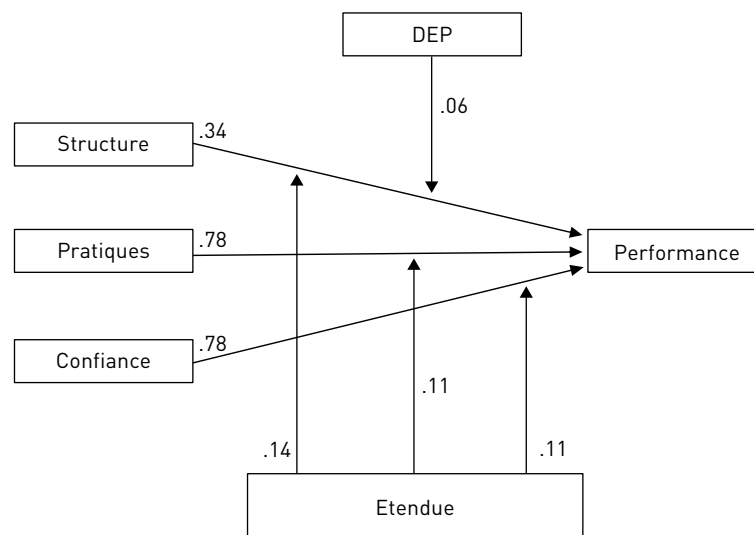 DEP
.06
.34
Structure
.78
Pratiques
Performance
.78
Confiance
.11
.14
.11
Etendue